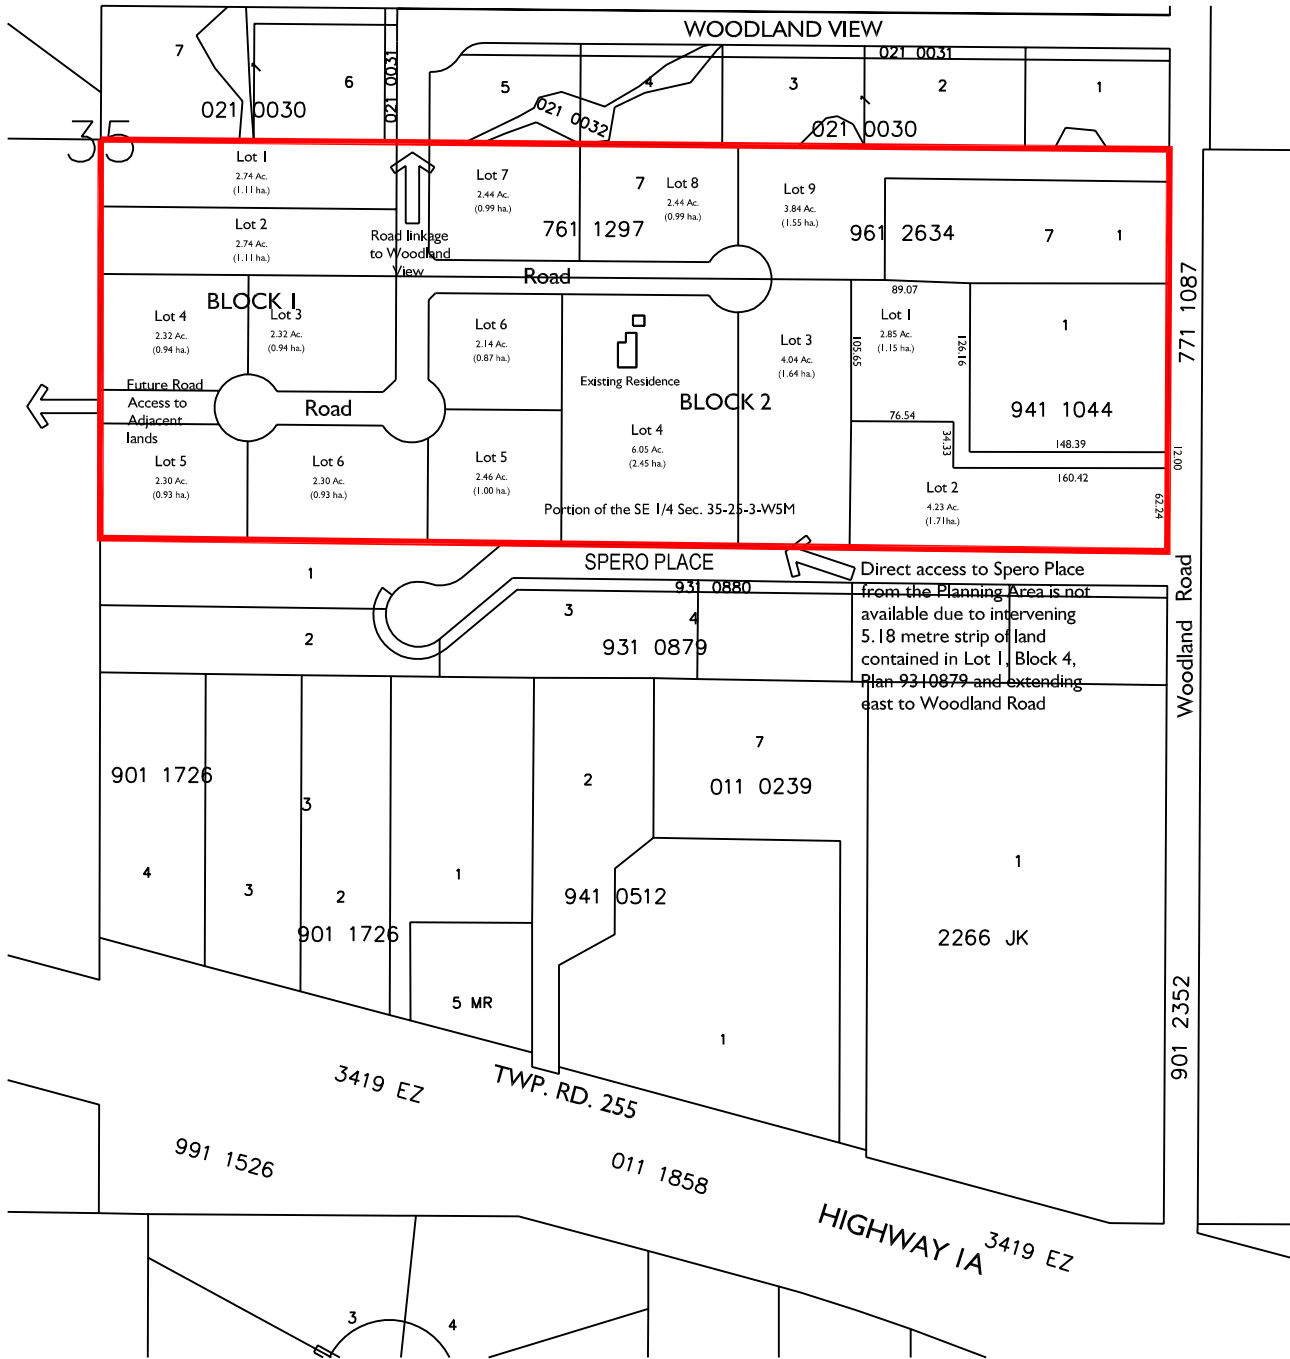 WOODLAND VIEW
021 0031
7
1
6
021 0031
5
4
3
1
2
1
021 0030
021 0032
021 0030
35
Lot 1
2.74 Ac.
(1.11 ha.)
Lot 2
2.74 Ac.
(1.11 ha.)
Road linkage
to Woodland
View
Lot 7
2.44 Ac.
(0.99 ha.)
7
Lot 8
2.44 Ac.
(0.99 ha.)
761 1297
Lot 9
3.84 Ac.
(1.55 ha.)
961 2634
7
1
Road
BLOCK 1
Lot 4
2.32 Ac.
(0.94 ha.)
Lot 3
2.32 Ac.
(0.94 ha.)
Lot 6
2.14 Ac.
(0.87 ha.)
Existing Residence
BLOCK 2
Lot 3
4.04 Ac.
(1.64 ha.)
89.07
Lot 1
2.85 Ac.
(1.15 ha.)
105.65
126.16
1
771 1087
941 1044
76.54
34.33
148.39
160.42
12.00
62.24
Future Road
Access to
Adjacent
lands
Road
Lot 5
2.30 Ac.
(0.93 ha.)
Lot 6
2.30 Ac.
(0.93 ha.)
Lot 5
2.46 Ac.
(1.00 ha.)
Lot 4
6.05 Ac.
(2.45 ha.)
Lot 2
4.23 Ac.
(1.71ha.)
Portion of the SE 1/4 Sec. 35-25-3-W5M
SPERO PLACE
931 0880
1
2
3
4
931 0879
Direct access to Spero Place
from the Planning Area is not
available due to intervening
5.18 metre strip of land
contained in Lot 1, Block 4,
Plan 9310879 and extending
east to Woodland Road
Woodland Road
901 1726
3
4
3
2
901 1726
1
5 MR
2
941 0512
7
011 0239
1
1
2266 JK
901 2352
3419 EZ
TWP. RD. 255
991 1526
011 1858
HIGHWAY 1A
3419 EZ
3
4